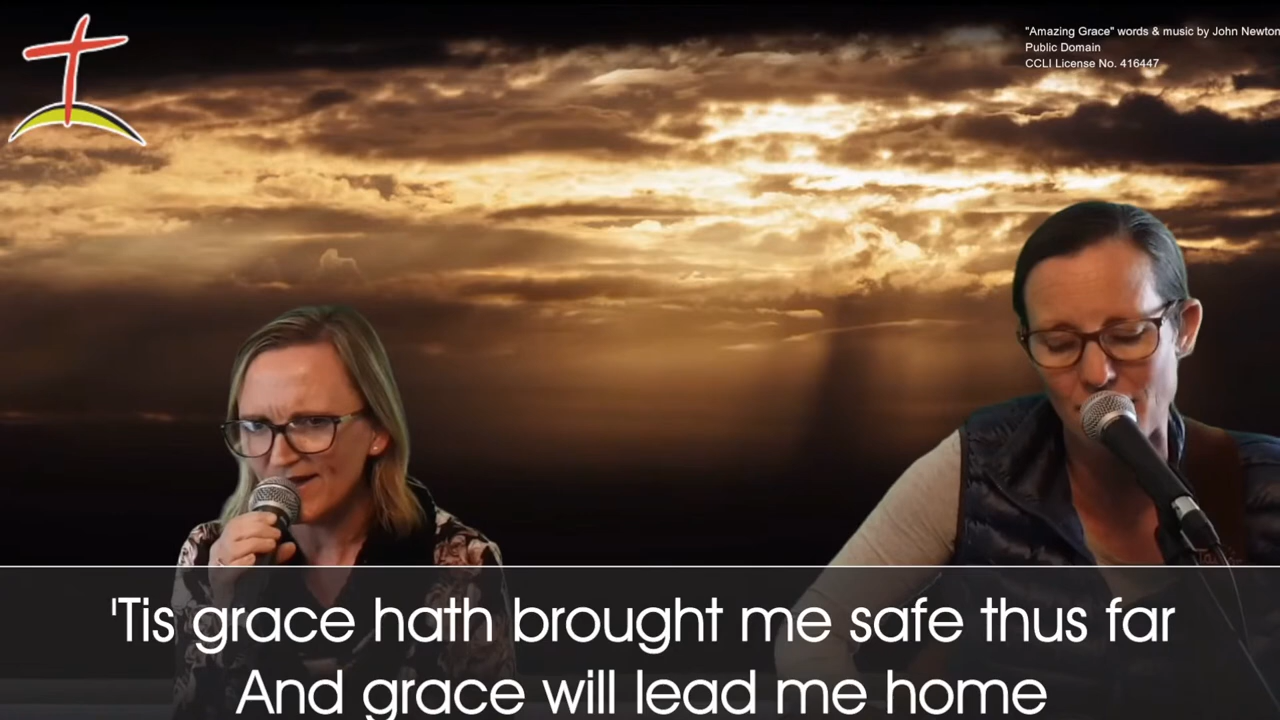 "Amazing Grace" words & music by John Newton
Public Domain
CCLI License No. 416447
'Tis grace hath brought me safe thus far
And grace will lead me home